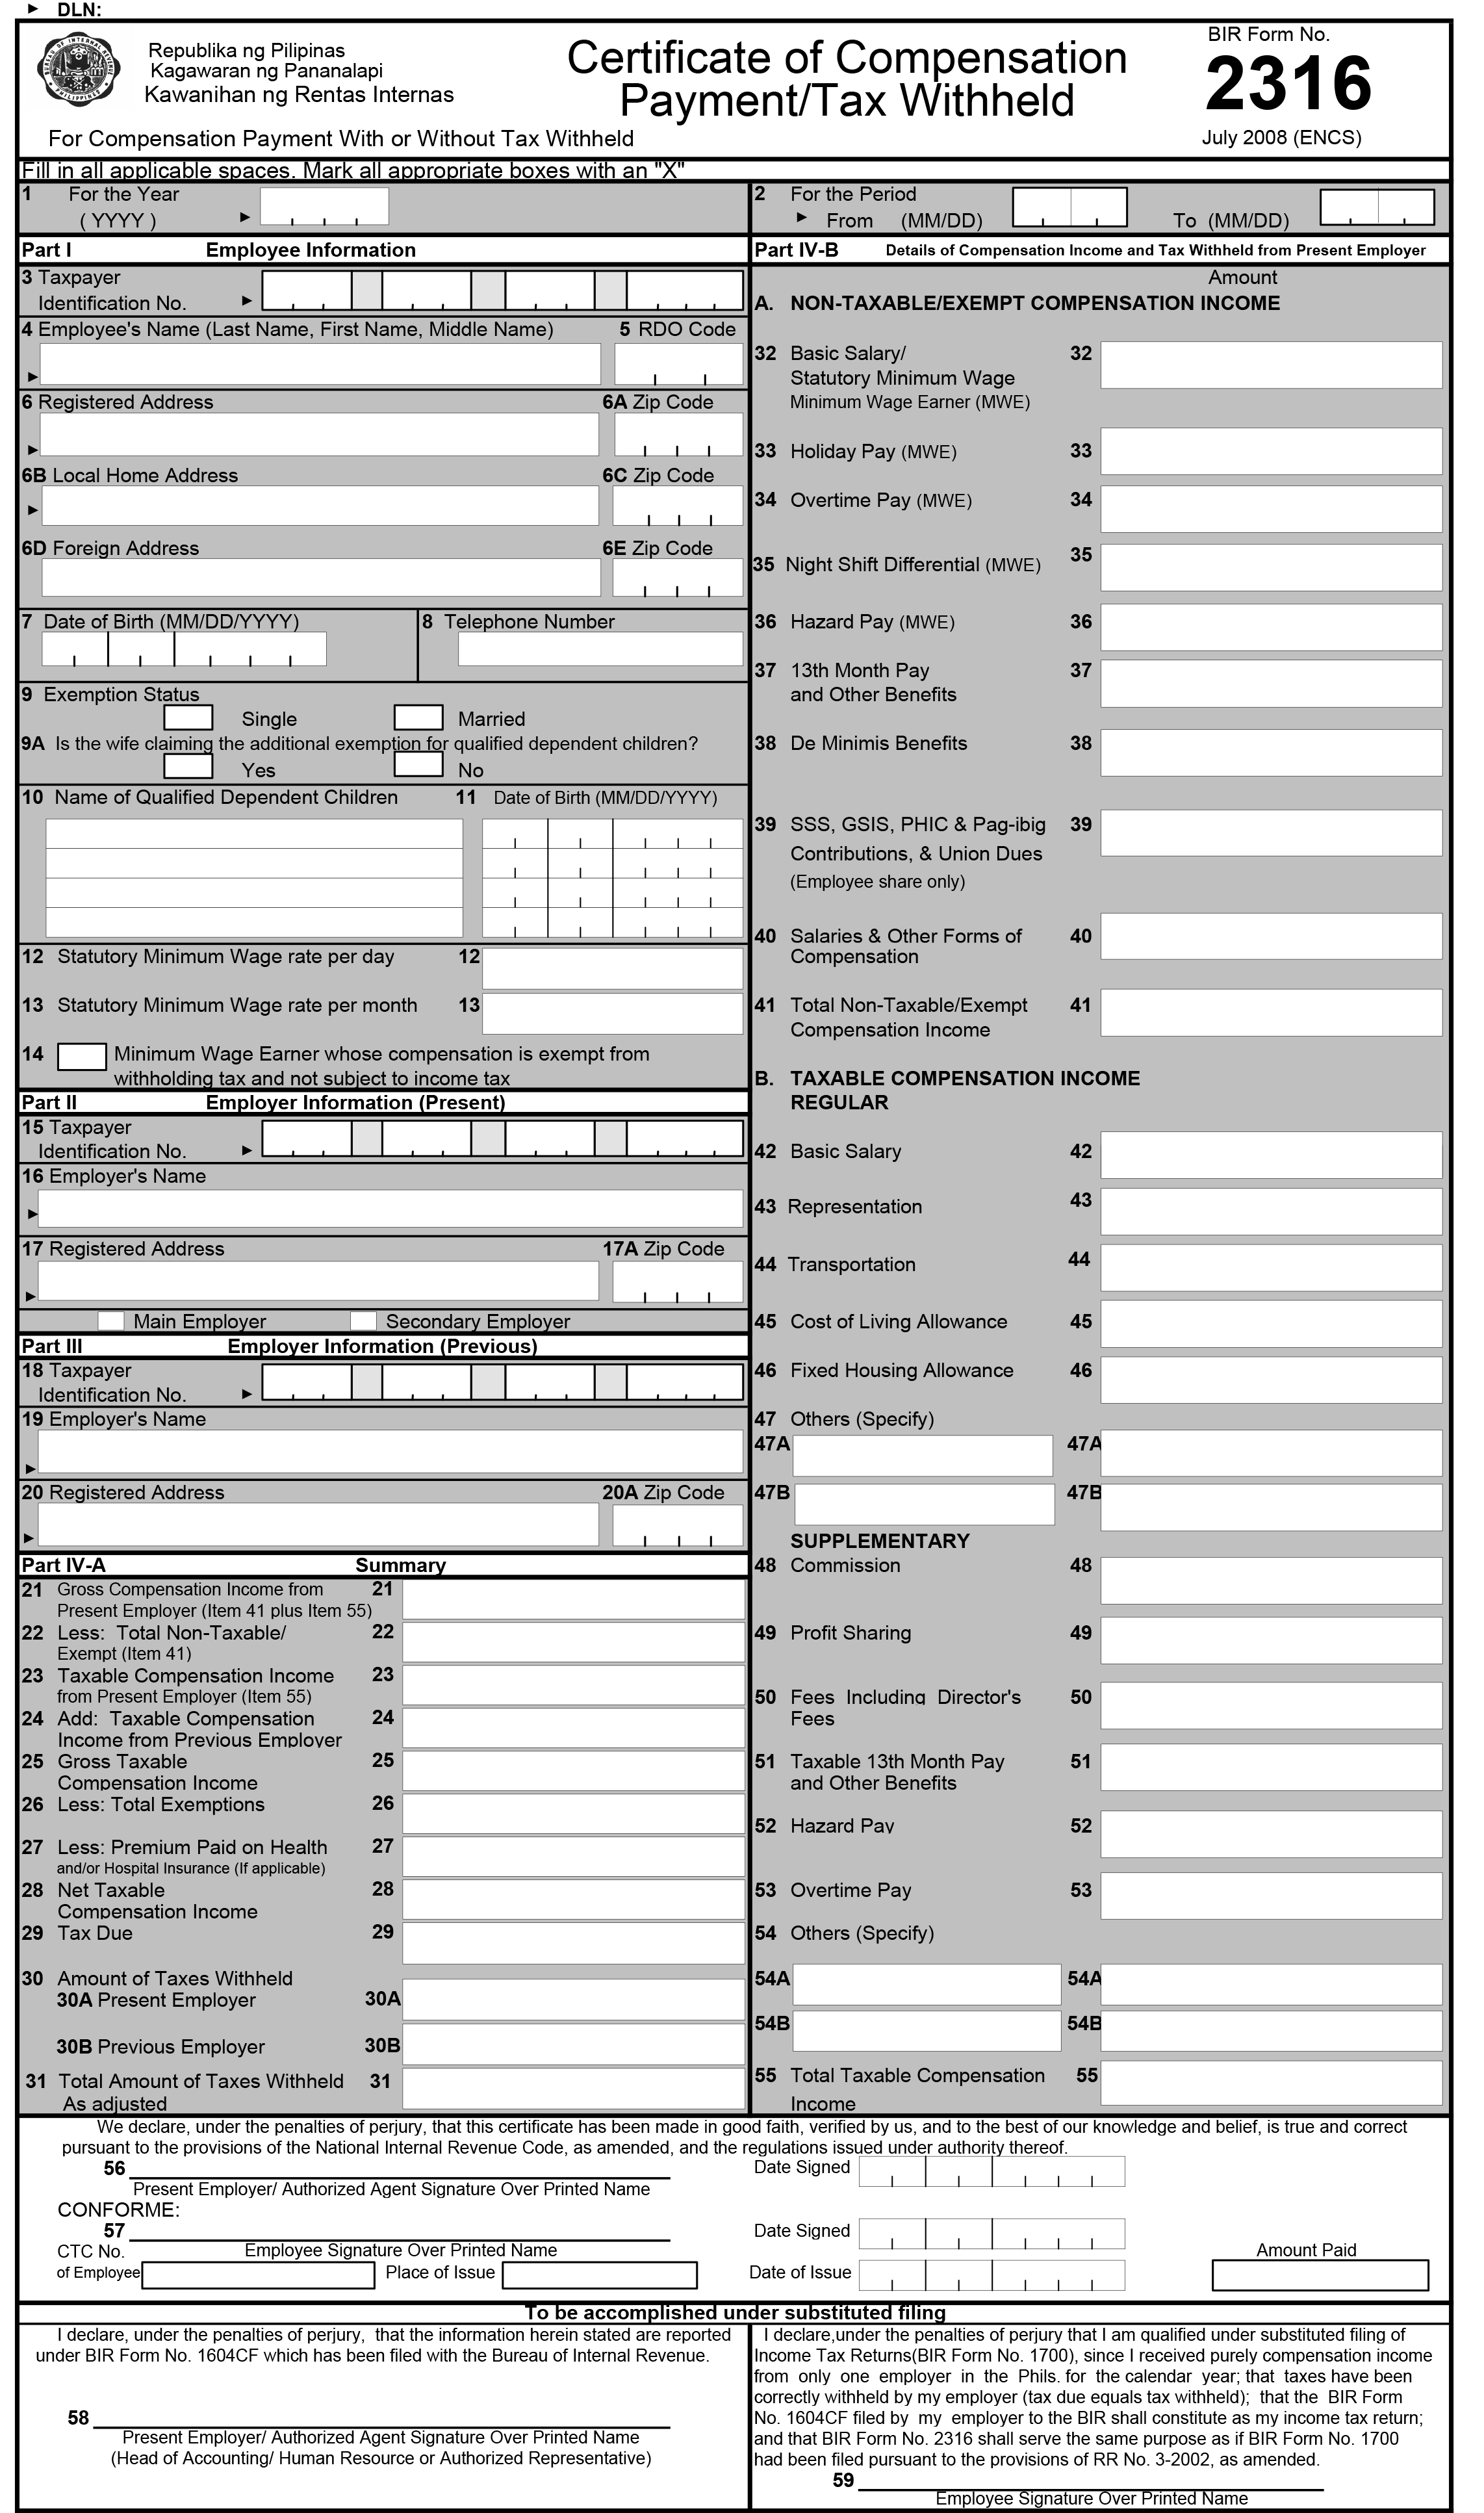 ► DLN:
Republika ng Pilipinas
Kagawaran ng Pananalapi
Kawanihan ng Rentas Internas
For Compensation Payment With or Without Tax Withheld
Certificate of Compensation
Payment/Tax Withheld
BIR Form No.
2316
July 2008 (ENCS)
Fill in all applicable spaces. Mark all appropriate boxes with an "X"
1 For the Year
( YYYY ) ►
2 For the Period
► From (MM/DD) To (MM/DD)
Part I Employee Information
3 Taxpayer
Identification No. ►
4 Employee's Name (Last Name, First Name, Middle Name) 5 RDO Code
►
6 Registered Address 6A Zip Code
►
6B Local Home Address 6C Zip Code
►
6D Foreign Address 6E Zip Code
7 Date of Birth (MM/DD/YYYY) 8 Telephone Number
9 Exemption Status
Single Married
9A Is the wife claiming the additional exemption for qualified dependent children?
Yes No
10 Name of Qualified Dependent Children 11 Date of Birth (MM/DD/YYYY)
12 Statutory Minimum Wage rate per day 12
13 Statutory Minimum Wage rate per month 13
14 Minimum Wage Earner whose compensation is exempt from
withholding tax and not subject to income tax
Part II Employer Information (Present)
15 Taxpayer
Identification No. ►
16 Employer's Name
►
17 Registered Address 17A Zip Code
►
Main Employer Secondary Employer
Part III Employer Information (Previous)
18 Taxpayer
Identification No. ►
19 Employer's Name
►
20 Registered Address 20A Zip Code
►
Part IV-A Summary
21 Gross Compensation Income from 21
Present Employer (Item 41 plus Item 55)
22 Less: Total Non-Taxable/ 22
Exempt (Item 41)
23 Taxable Compensation Income 23
from Present Employer (Item 55)
24 Add: Taxable Compensation 24
Income from Previous Employer
25 Gross Taxable 25
Compensation Income
26 Less: Total Exemptions 26
27 Less: Premium Paid on Health 27
and/or Hospital Insurance (If applicable)
28 Net Taxable 28
Compensation Income
29 Tax Due 29
30 Amount of Taxes Withheld
30A Present Employer 30A
30B Previous Employer 30B
31 Total Amount of Taxes Withheld 31
As adjusted
Part IV-B Details of Compensation Income and Tax Withheld from Present Employer
Amount
A. NON-TAXABLE/EXEMPT COMPENSATION INCOME
32 Basic Salary/ 32
Statutory Minimum Wage
Minimum Wage Earner (MWE)
33 Holiday Pay (MWE) 33
34 Overtime Pay (MWE) 34
35 Night Shift Differential (MWE) 35
36 Hazard Pay (MWE) 36
37 13th Month Pay 37
and Other Benefits
38 De Minimis Benefits 38
39 SSS, GSIS, PHIC & Pag-ibig 39
Contributions, & Union Dues
(Employee share only)
40 Salaries & Other Forms of 40
Compensation
41 Total Non-Taxable/Exempt 41
Compensation Income
B. TAXABLE COMPENSATION INCOME
REGULAR
42 Basic Salary 42
43 Representation 43
44 Transportation 44
45 Cost of Living Allowance 45
46 Fixed Housing Allowance 46
47 Others (Specify)
47A 47A
47B 47B
SUPPLEMENTARY
48 Commission 48
49 Profit Sharing 49
50 Fees Including Director's 50
Fees
51 Taxable 13th Month Pay 51
and Other Benefits
52 Hazard Pay 52
53 Overtime Pay 53
54 Others (Specify)
54A 54A
54B 54B
55 Total Taxable Compensation 55
Income
We declare, under the penalties of perjury, that this certificate has been made in good faith, verified by us, and to the best of our knowledge and belief, is true and correct
pursuant to the provisions of the National Internal Revenue Code, as amended, and the regulations issued under authority thereof.
56 Date Signed
Present Employer/ Authorized Agent Signature Over Printed Name
CONFORME:
57 Date Signed
CTC No. Employee Signature Over Printed Name Amount Paid
of Employee Place of Issue Date of Issue
To be accomplished under substituted filing
I declare, under the penalties of perjury, that the information herein stated are reported
under BIR Form No. 1604CF which has been filed with the Bureau of Internal Revenue.
58
Present Employer/ Authorized Agent Signature Over Printed Name
(Head of Accounting/ Human Resource or Authorized Representative)
I declare,under the penalties of perjury that I am qualified under substituted filing of
Income Tax Returns(BIR Form No. 1700), since I received purely compensation income
from only one employer in the Phils. for the calendar year; that taxes have been
correctly withheld by my employer (tax due equals tax withheld); that the BIR Form
No. 1604CF filed by my employer to the BIR shall constitute as my income tax return;
and that BIR Form No. 2316 shall serve the same purpose as if BIR Form No. 1700
had been filed pursuant to the provisions of RR No. 3-2002, as amended.
59
Employee Signature Over Printed Name